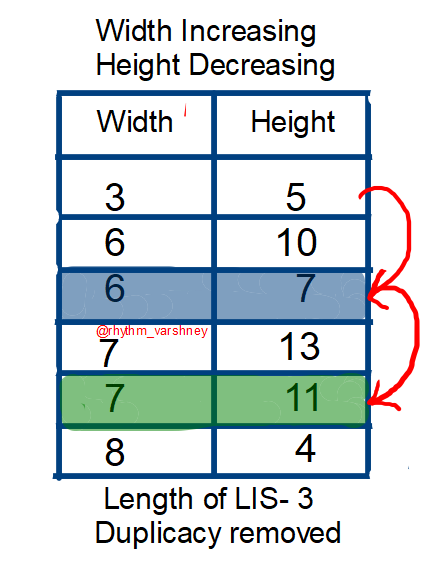 Width Increasing
Height Decreasing
Width Height
3 5
6 10
6 7
@rhythm_varshney
7 13
7 11
8 4
Length of LIS- 3
Duplicacy removed